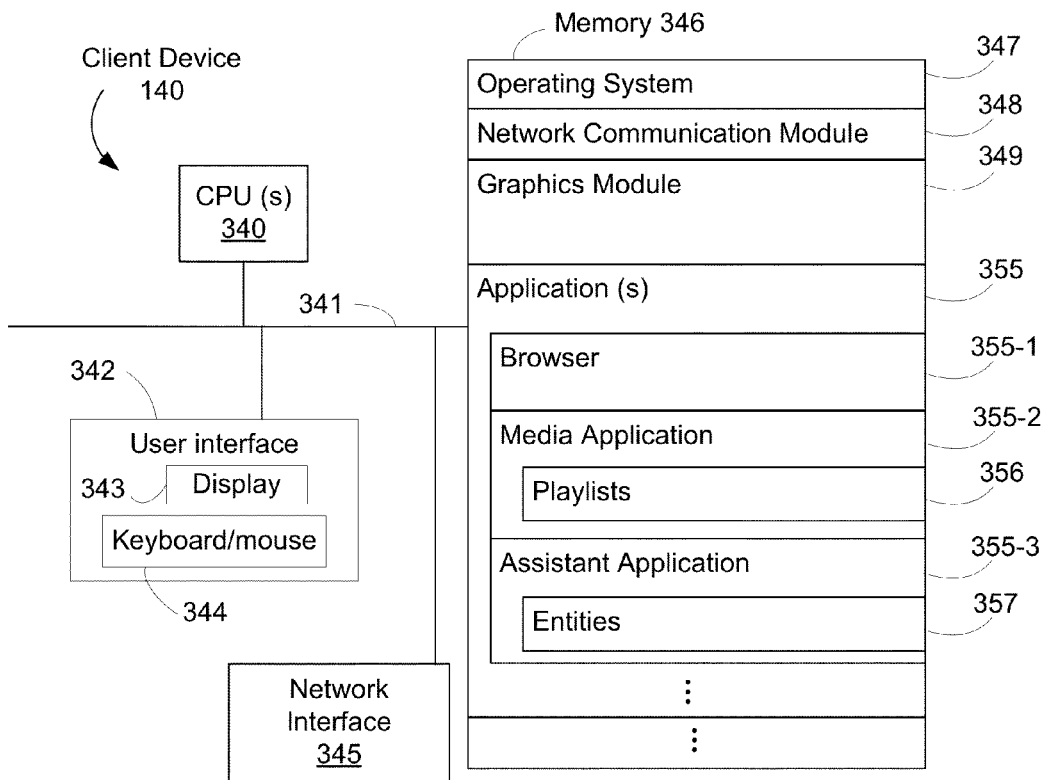 Memory 346
Client Device
140
347
Operating System
348
Network Communication Module
349
Graphics Module
CPU (s)
340
355
Application (s)
341
355-1
Browser
342
355-2
Media Application
User interface
343
Display
356
Playlists
Keyboard/mouse
355-3
Assistant Application
344
357
Entities
Network
Interface
345